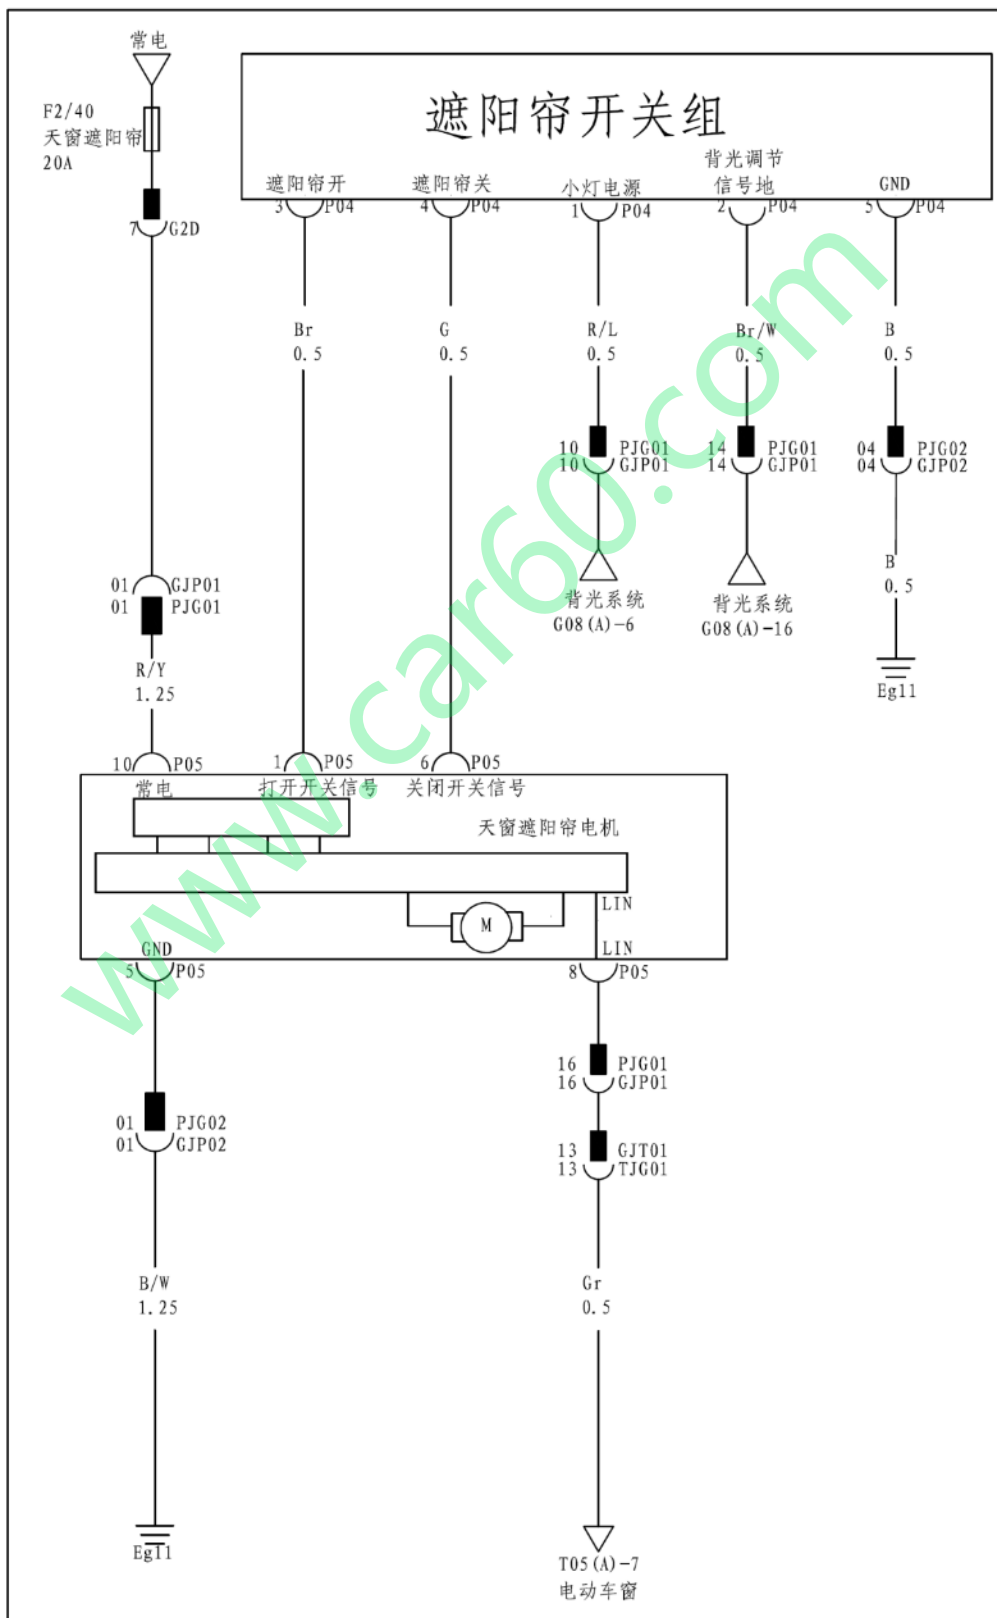 常电
F2/40
天窗遮阳帘
20A
7 G2D
遮阳帘开关组
遮阳帘开
遮阳帘关
小灯电源
背光调节
信号地
GND
3 P04
4 P04
1 P04
2 P04
5 P04
Br
0.5
G
0.5
R/L
0.5
Br/W
0.5
B
0.5
10 PJG01
10 GJP01
14 PJG01
14 GJP01
04 PJG02
04 GJP02
背光系统
G08(A)-6
背光系统
G08(A)-16
B
0.5
Eg11
01 GJP01
01 PJG01
R/Y
1.25
10 P05
1 P05
6 P05
常电
打开开关信号
关闭开关信号
天窗遮阳帘电机
M
LIN
LIN
GND
5 P05
8 P05
01 PJG02
01 GJP02
16 PJG01
16 GJP01
13 GJT01
13 TJG01
B/W
1.25
Gr
0.5
Eg11
T05(A)-7
电动车窗
www.car60.com